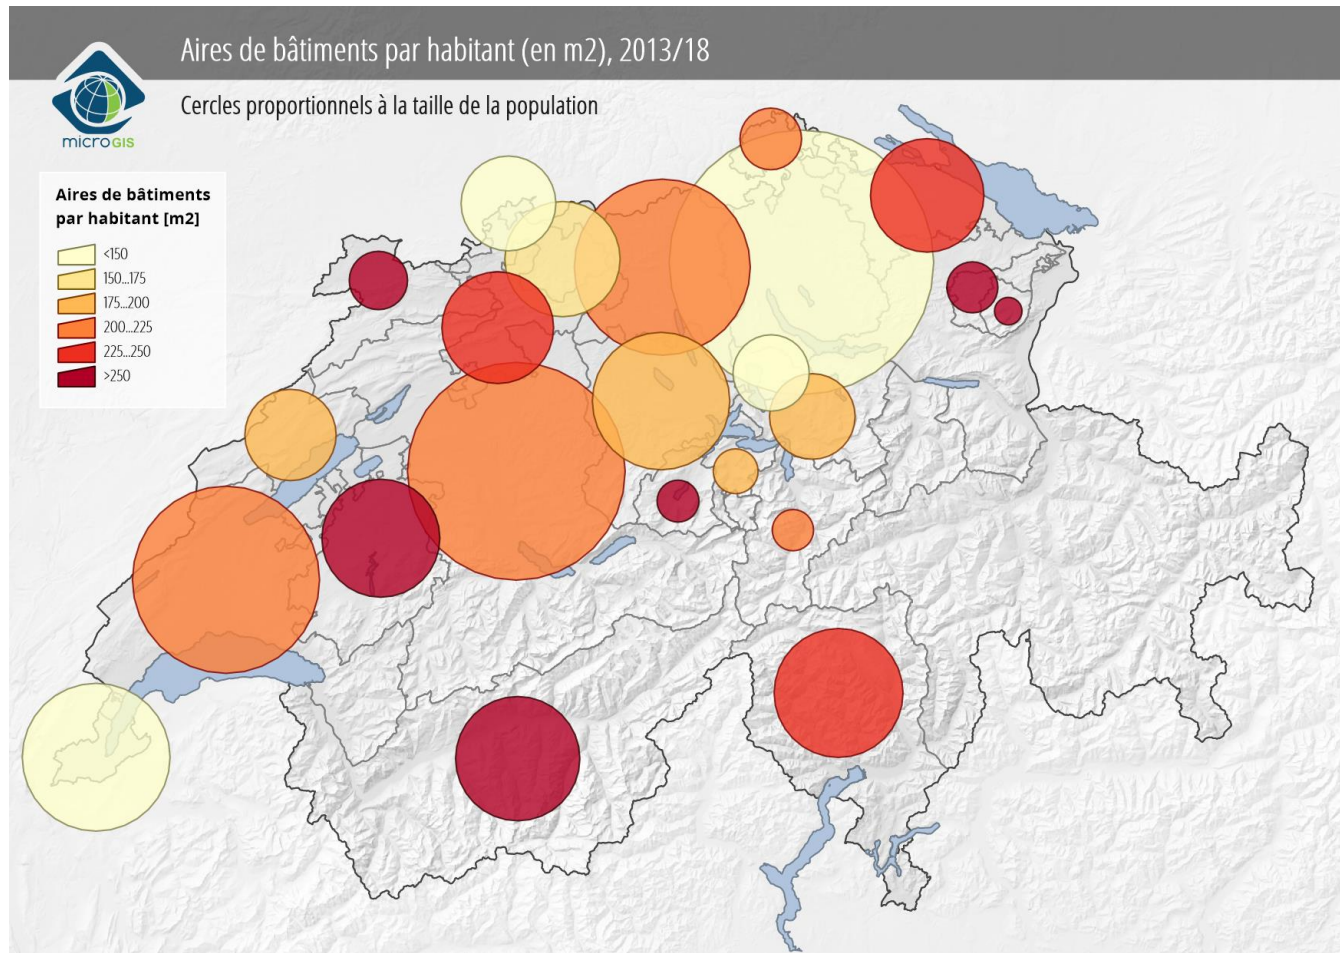 Aires de bâtiments par habitant (en m2), 2013/18
Cercles proportionnels à la taille de la population
microGIS
Aires de bâtiments
par habitant [m2]
<150
150...175
175...200
200...225
225...250
>250